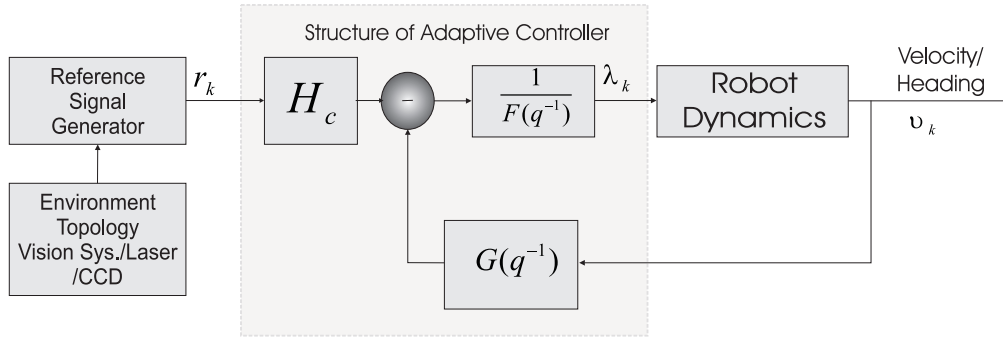 Structure of Adaptive Controller
Reference
Signal
Generator
r_k
H_c
-
1
F(q^{-1})
λ_k
Robot
Dynamics
Velocity/
Heading
υ_k
Environment
Topology
Vision Sys./Laser
/CCD
G(q^{-1})